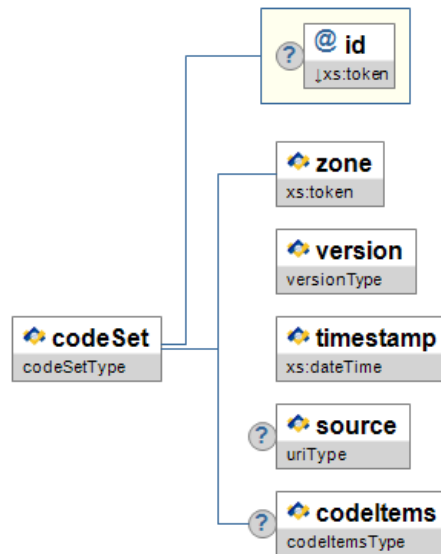 @ id
? ↓xs:token
zone
xs:token
version
versionType
codeSet
codeSetType
timestamp
xs:dateTime
? source
uriType
? codeItems
codeItemsType